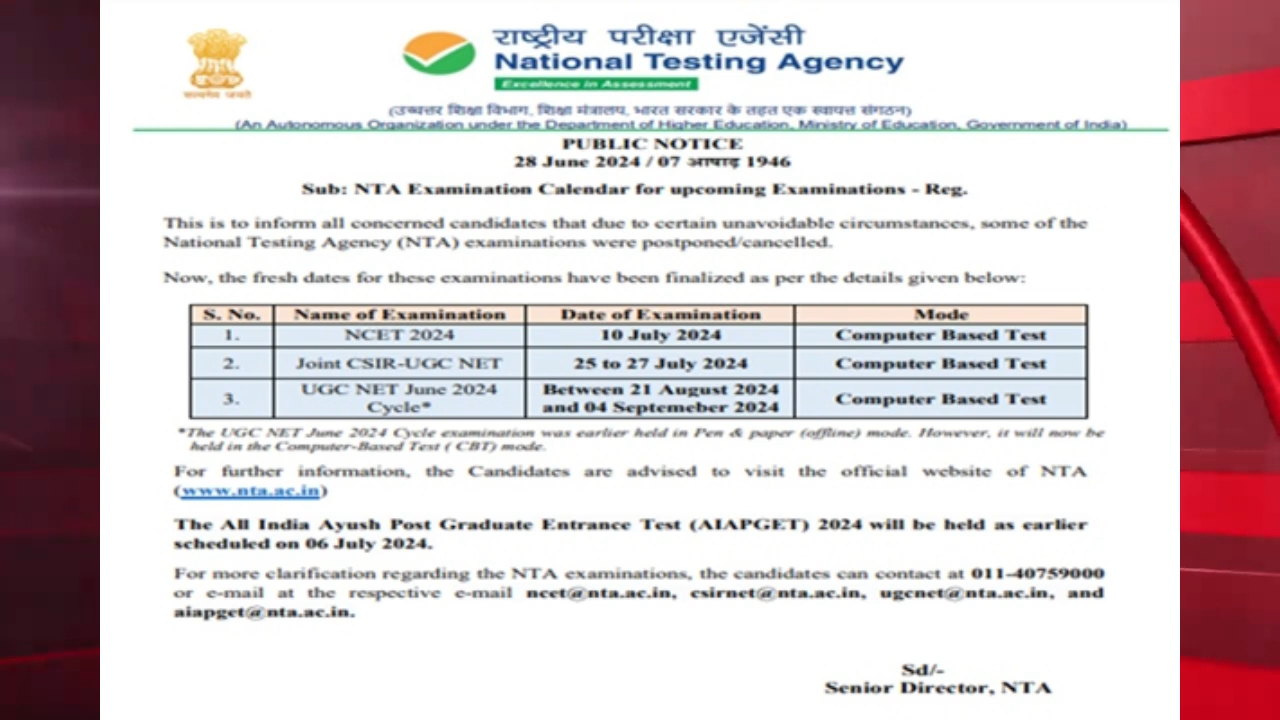 सत्यमेव जयते
राष्ट्रीय परीक्षा एजेंसी
National Testing Agency
Excellence in Assessment
(उच्चत्तर शिक्षा विभाग, शिक्षा मंत्रालय, भारत सरकार के तहत एक स्वायत्त संगठन)
(An Autonomous Organization under the Department of Higher Education, Ministry of Education, Government of India)
PUBLIC NOTICE
28 June 2024 / 07 आषाढ़ 1946
Sub: NTA Examination Calendar for upcoming Examinations - Reg.
This is to inform all concerned candidates that due to certain unavoidable circumstances, some of the
National Testing Agency (NTA) examinations were postponed/cancelled.
Now, the fresh dates for these examinations have been finalized as per the details given below:
S. No. Name of Examination Date of Examination Mode
1. NCET 2024 10 July 2024 Computer Based Test
2. Joint CSIR-UGC NET 25 to 27 July 2024 Computer Based Test
3. UGC NET June 2024 Cycle* Between 21 August 2024 and 04 Septemeber 2024 Computer Based Test
*The UGC NET June 2024 Cycle examination was earlier held in Pen & paper (offline) mode. However, it will now be
held in the Computer-Based Test ( CBT) mode.
For further information, the Candidates are advised to visit the official website of NTA
(www.nta.ac.in)
The All India Ayush Post Graduate Entrance Test (AIAPGET) 2024 will be held as earlier
scheduled on 06 July 2024.
For more clarification regarding the NTA examinations, the candidates can contact at 011-40759000
or e-mail at the respective e-mail ncet@nta.ac.in, csirnet@nta.ac.in, ugcnet@nta.ac.in, and
aiapget@nta.ac.in.
Sd/-
Senior Director, NTA